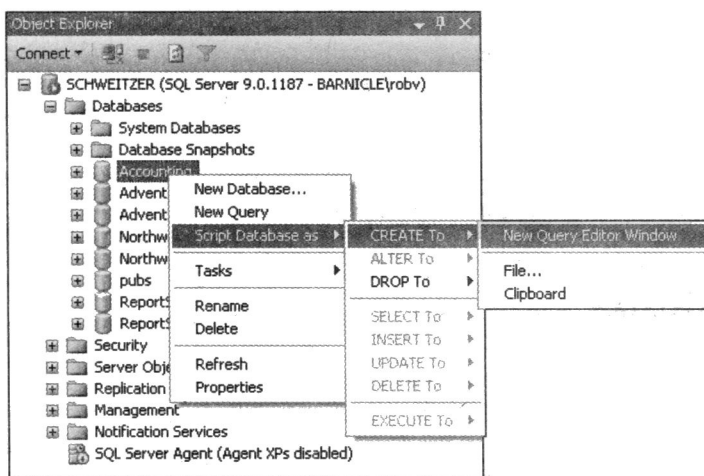 Object Explorer
Connect
SCHWEITZER (SQL Server 9.0.1187 - BARNICLE\robv)
Databases
System Databases
Database Snapshots
Accounting
Advent
Advent
Northw
Northw
pubs
ReportS
ReportS
Security
Server Obje
Replication
Management
Notification Services
SQL Server Agent (Agent XPs disabled)
New Database...
New Query
Script Database as
Tasks
Rename
Delete
Refresh
Properties
CREATE To
ALTER To
DROP To
SELECT To
INSERT To
UPDATE To
DELETE To
EXECUTE To
New Query Editor Window
File...
Clipboard